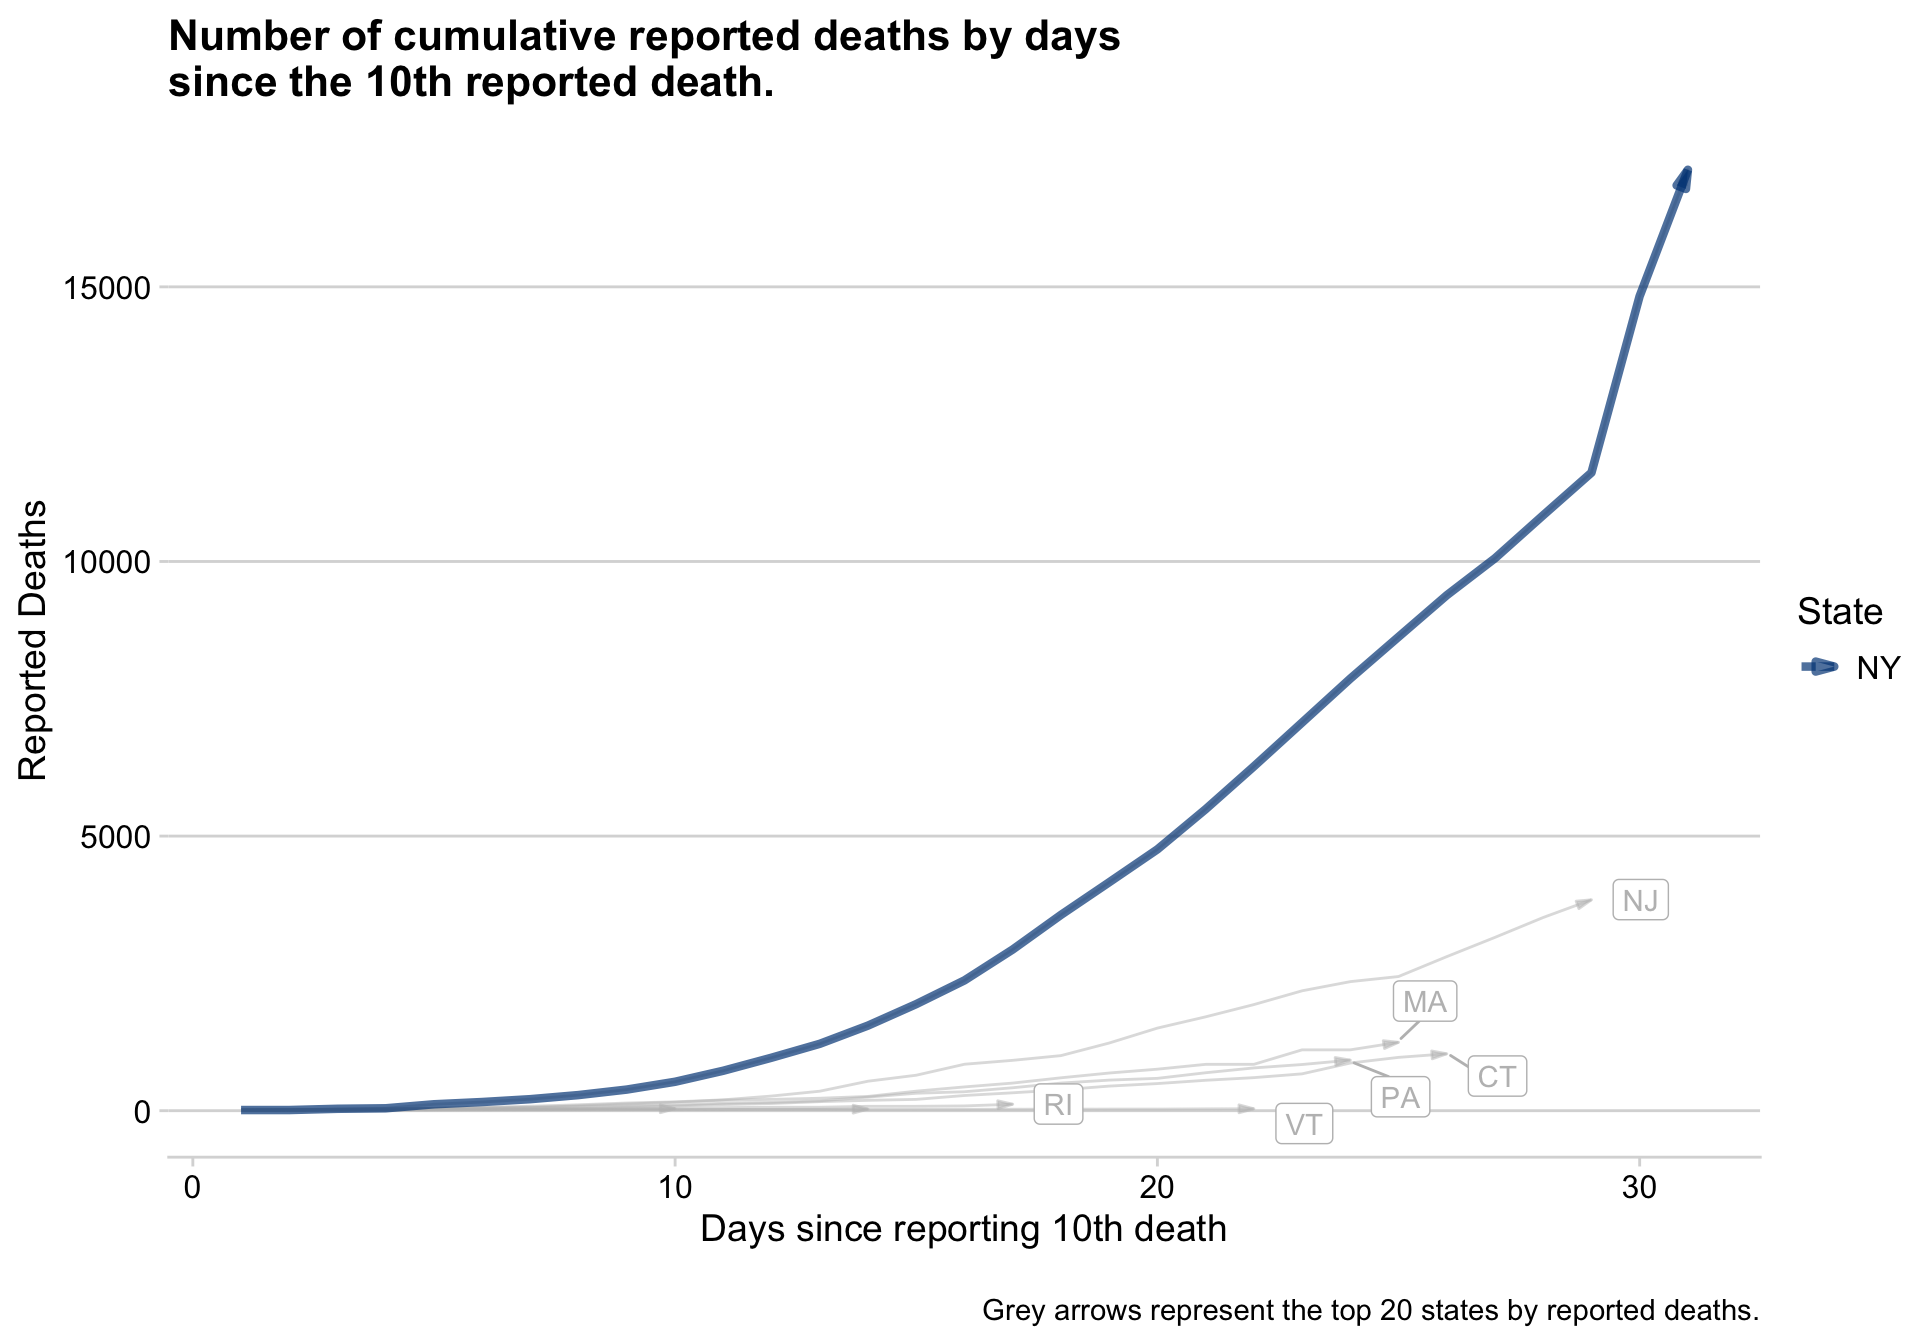 Number of cumulative reported deaths by days
since the 10th reported death.
15000
10000
5000
0
Reported Deaths
NJ
MA
CT
PA
RI
VT
State
NY
0
10
20
30
Days since reporting 10th death
Grey arrows represent the top 20 states by reported deaths.